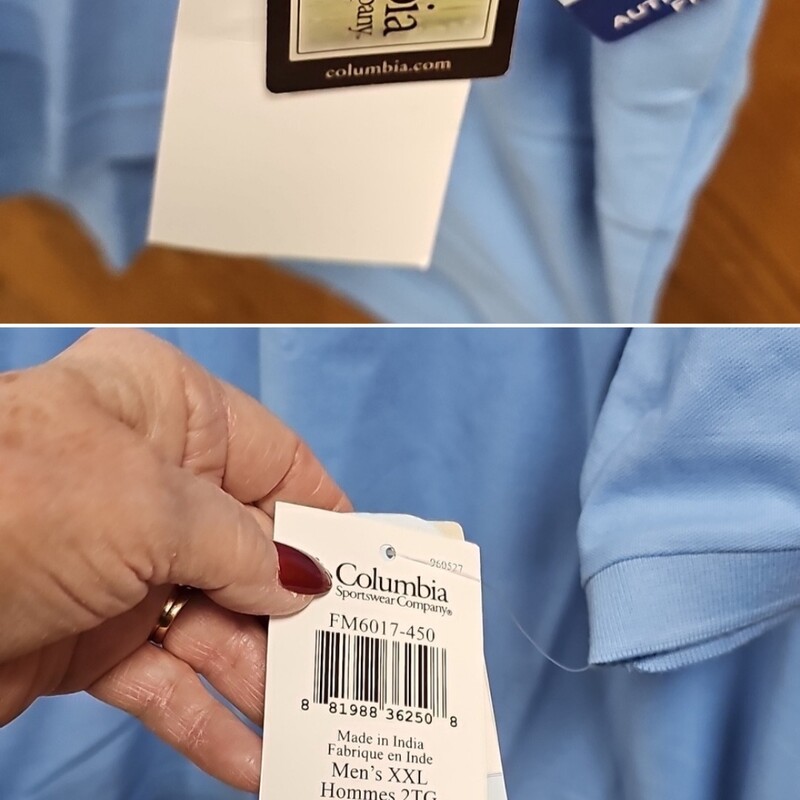 columbia.com
960527
Columbia
Sportswear Company®
FM6017-450
8 81988 36250 8
Made in India
Fabrique en Inde
Men's XXL
Hommes 2TG